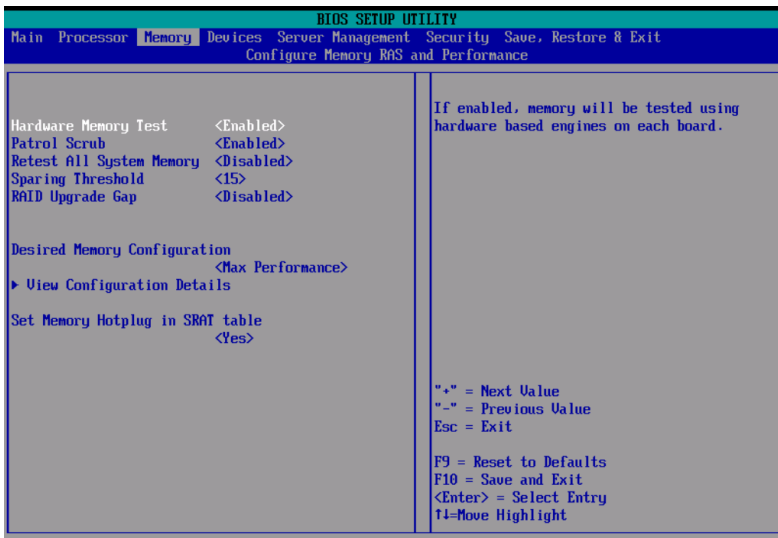 BIOS SETUP UTILITY
Main Processor Memory Devices Server Management Security Save, Restore & Exit
Configure Memory RAS and Performance
Hardware Memory Test <Enabled>
Patrol Scrub <Enabled>
Retest All System Memory <Disabled>
Sparing Threshold <15>
RAID Upgrade Gap <Disabled>
Desired Memory Configuration
<Max Performance>
▶ View Configuration Details
Set Memory Hotplug in SRAT table
<Yes>
If enabled, memory will be tested using
hardware based engines on each board.
"+" = Next Value
"-" = Previous Value
Esc = Exit
F9 = Reset to Defaults
F10 = Save and Exit
<Enter> = Select Entry
↑↓=Move Highlight